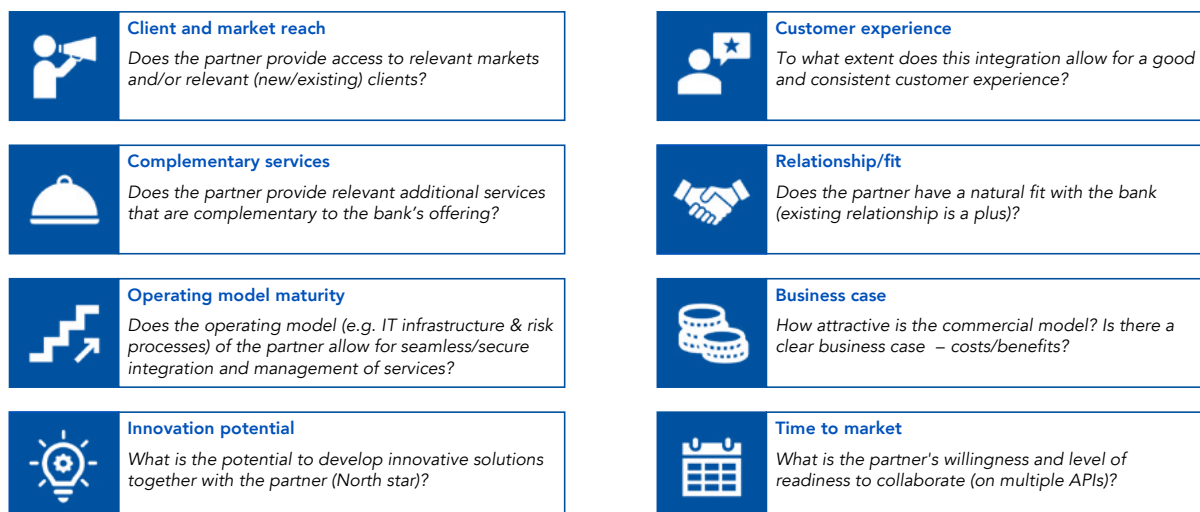 Client and market reach
Does the partner provide access to relevant markets
and/or relevant (new/existing) clients?
Complementary services
Does the partner provide relevant additional services
that are complementary to the bank's offering?
Operating model maturity
Does the operating model (e.g. IT infrastructure & risk
processes) of the partner allow for seamless/secure
integration and management of services?
Innovation potential
What is the potential to develop innovative solutions
together with the partner (North star)?
Customer experience
To what extent does this integration allow for a good
and consistent customer experience?
Relationship/fit
Does the partner have a natural fit with the bank
(existing relationship is a plus)?
Business case
How attractive is the commercial model? Is there a
clear business case – costs/benefits?
Time to market
What is the partner's willingness and level of
readiness to collaborate (on multiple APIs)?